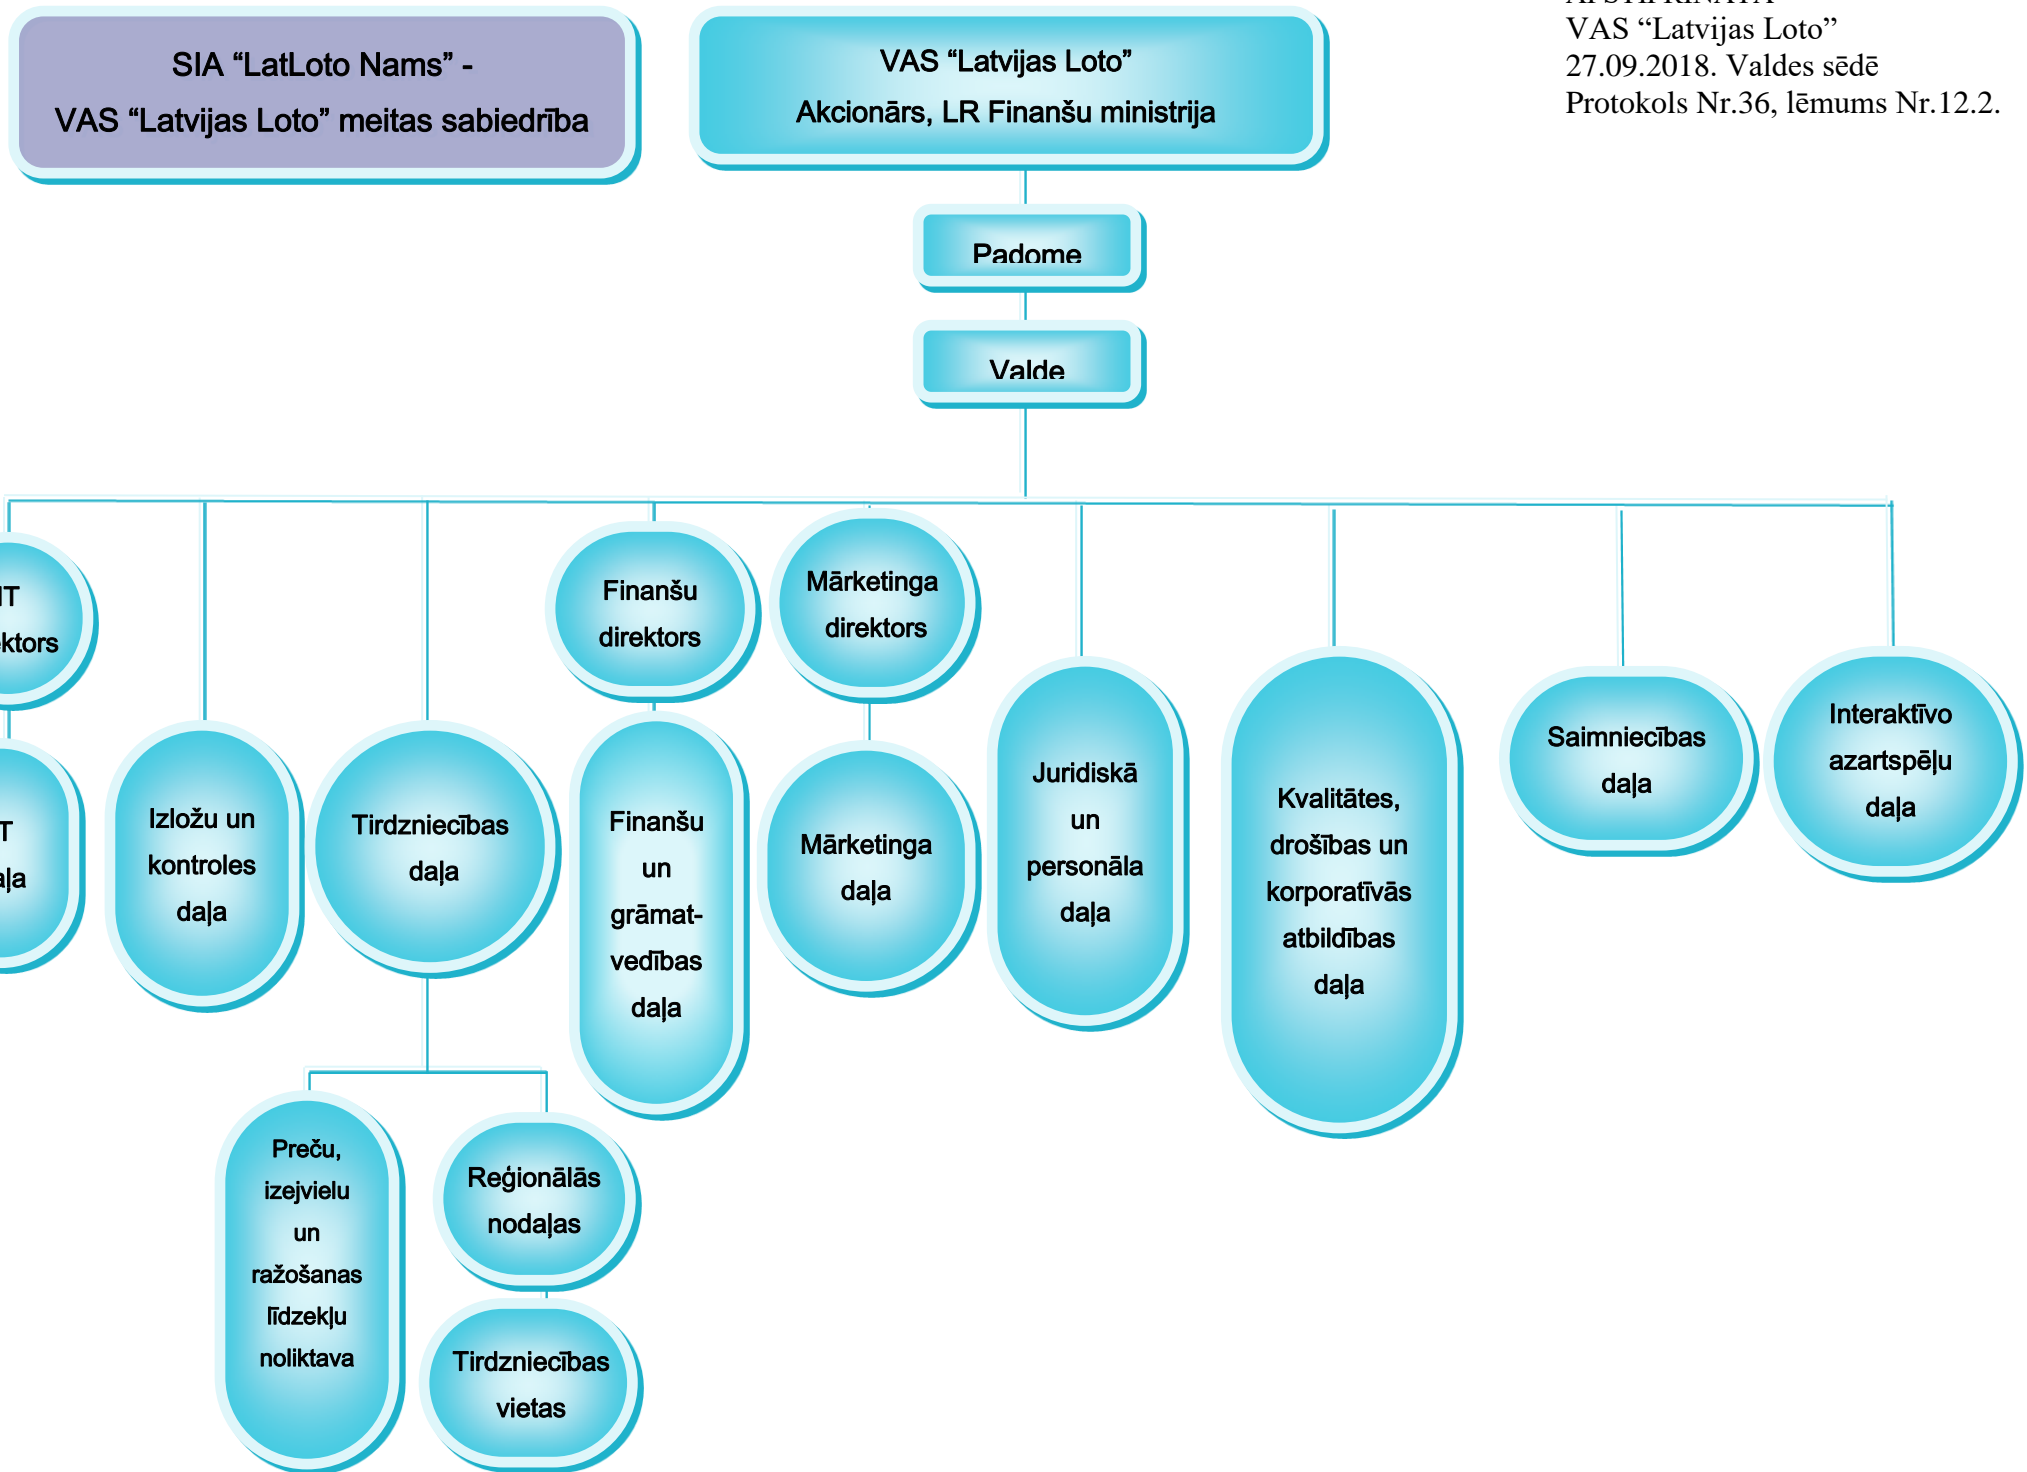 SIA “LatLoto Nams” -
VAS “Latvijas Loto” meitas sabiedrība
VAS “Latvijas Loto”
Akcionārs, LR Finanšu ministrija
VAS “Latvijas Loto”
27.09.2018. Valdes sēdē
Protokols Nr.36, lēmums Nr.12.2.
Padome
Valde
Finanšu
direktors
Mārketinga
direktors
Izložu un
kontroles
daļa
Tirdzniecības
daļa
Finanšu
un
grāmat-
vedības
daļa
Mārketinga
daļa
Juridiskā
un
personāla
daļa
Kvalitātes,
drošības un
korporatīvās
atbildības
daļa
Saimniecības
daļa
Interaktīvo
azartspēļu
daļa
Preču,
izejvielu
un
ražošanas
līdzekļu
noliktava
Reģionālās
nodaļas
Tirdzniecības
vietas